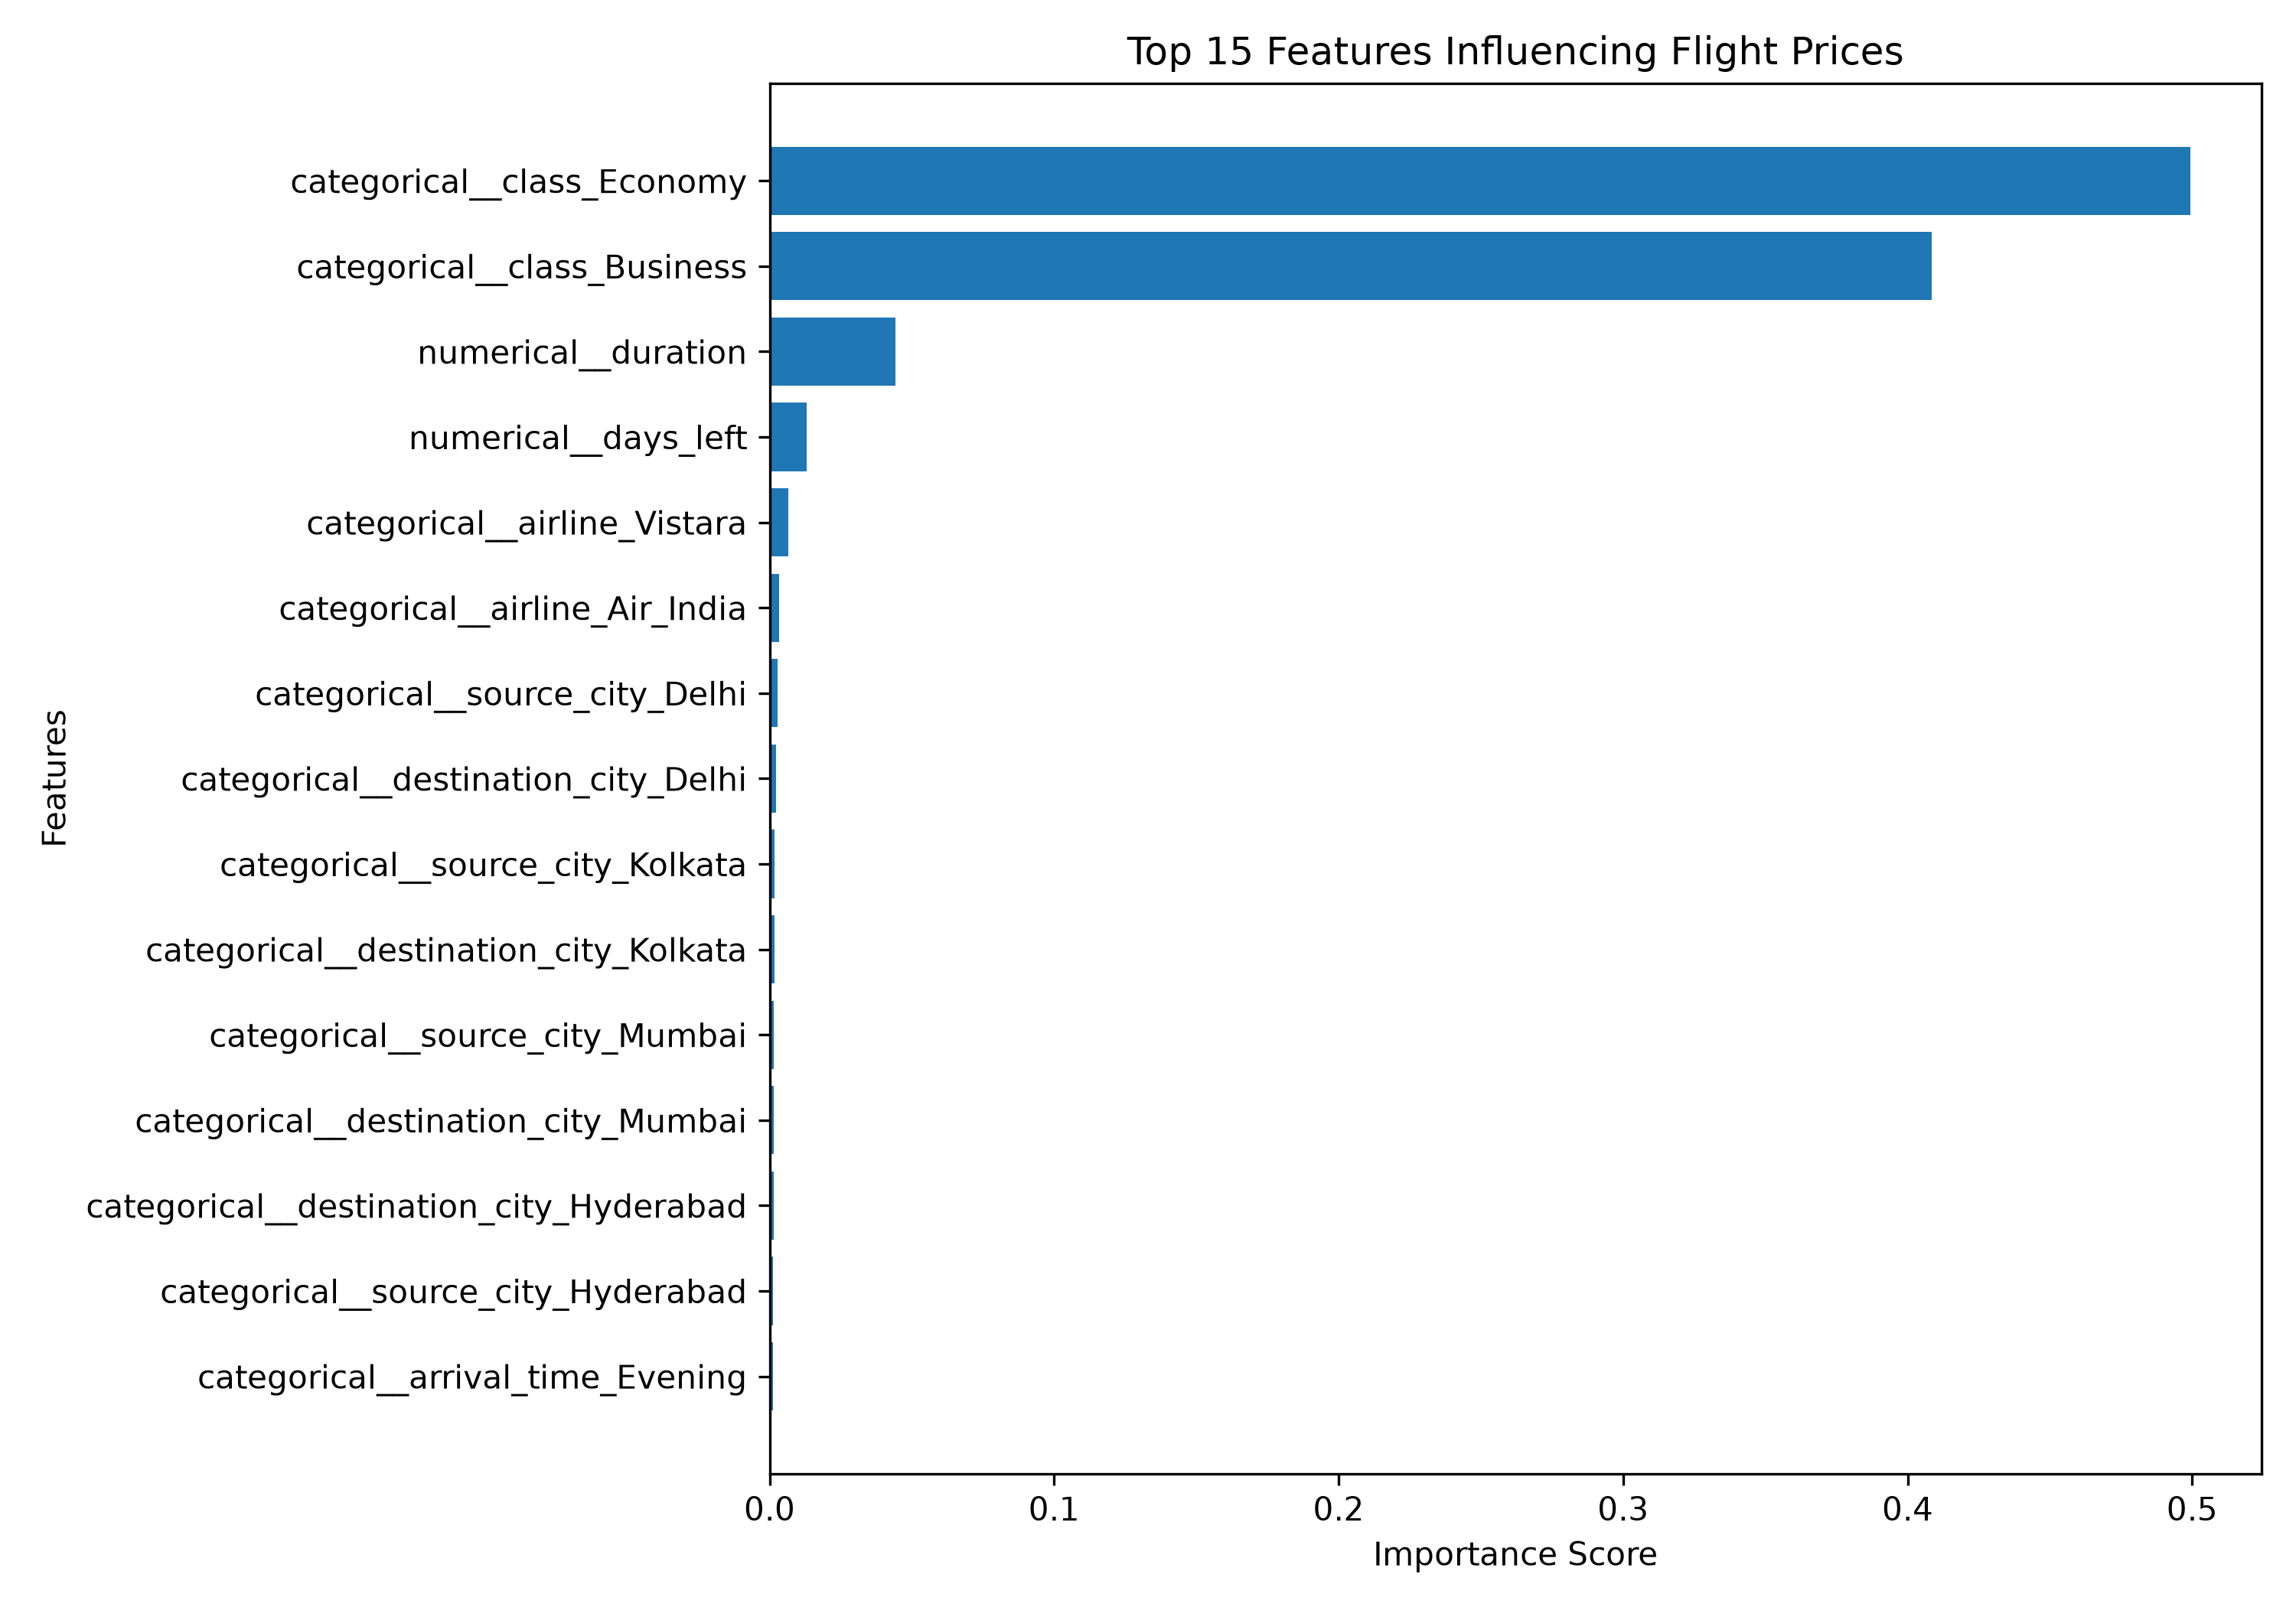 Top 15 Features Influencing Flight Prices
categorical__class_Economy
categorical__class_Business
numerical__duration
numerical__days_left
categorical__airline_Vistara
categorical__airline_Air_India
categorical__source_city_Delhi
categorical__destination_city_Delhi
categorical__source_city_Kolkata
categorical__destination_city_Kolkata
categorical__source_city_Mumbai
categorical__destination_city_Mumbai
categorical__destination_city_Hyderabad
categorical__source_city_Hyderabad
categorical__arrival_time_Evening
Features
0.0 0.1 0.2 0.3 0.4 0.5
Importance Score